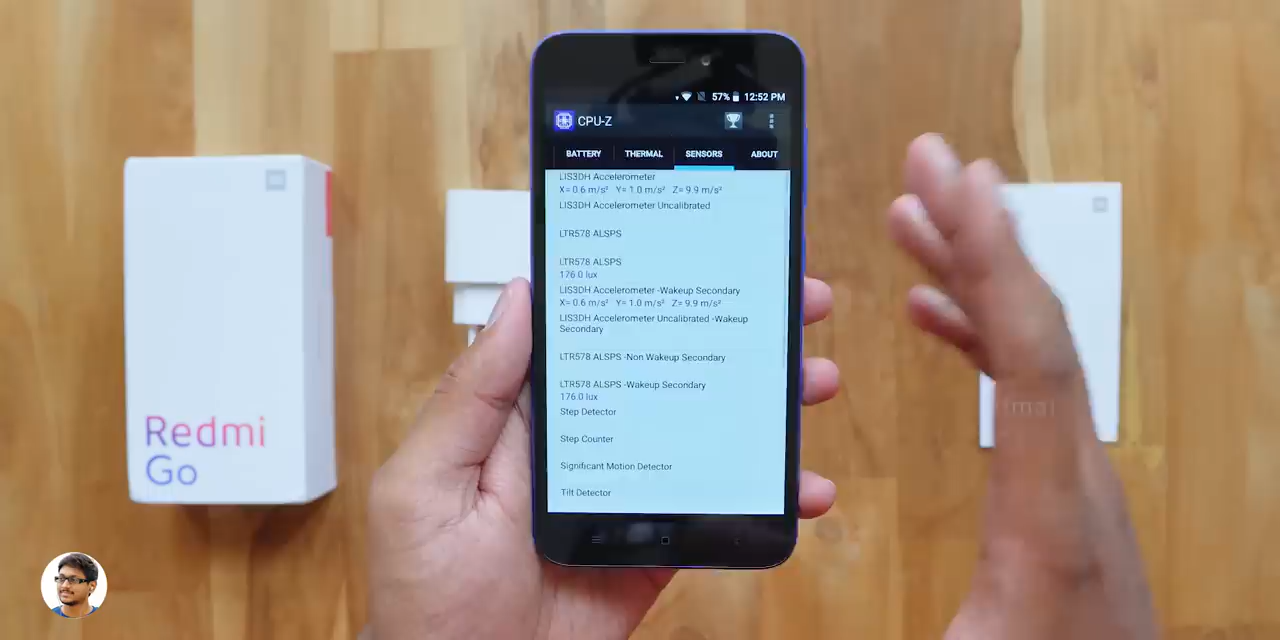 57% 12:52 PM
CPU-Z
BATTERY THERMAL SENSORS ABOUT
LIS3DH Accelerometer
X= 0.6 m/s² Y= 1.0 m/s² Z= 9.9 m/s²
LIS3DH Accelerometer Uncalibrated
LTR578 ALSPS
LTR578 ALSPS
176.0 lux
LIS3DH Accelerometer -Wakeup Secondary
X= 0.6 m/s² Y= 1.0 m/s² Z= 9.9 m/s²
LIS3DH Accelerometer Uncalibrated -Wakeup
Secondary
LTR578 ALSPS -Non Wakeup Secondary
LTR578 ALSPS -Wakeup Secondary
176.0 lux
Step Detector
Step Counter
Significant Motion Detector
Tilt Detector
Redmi
Go